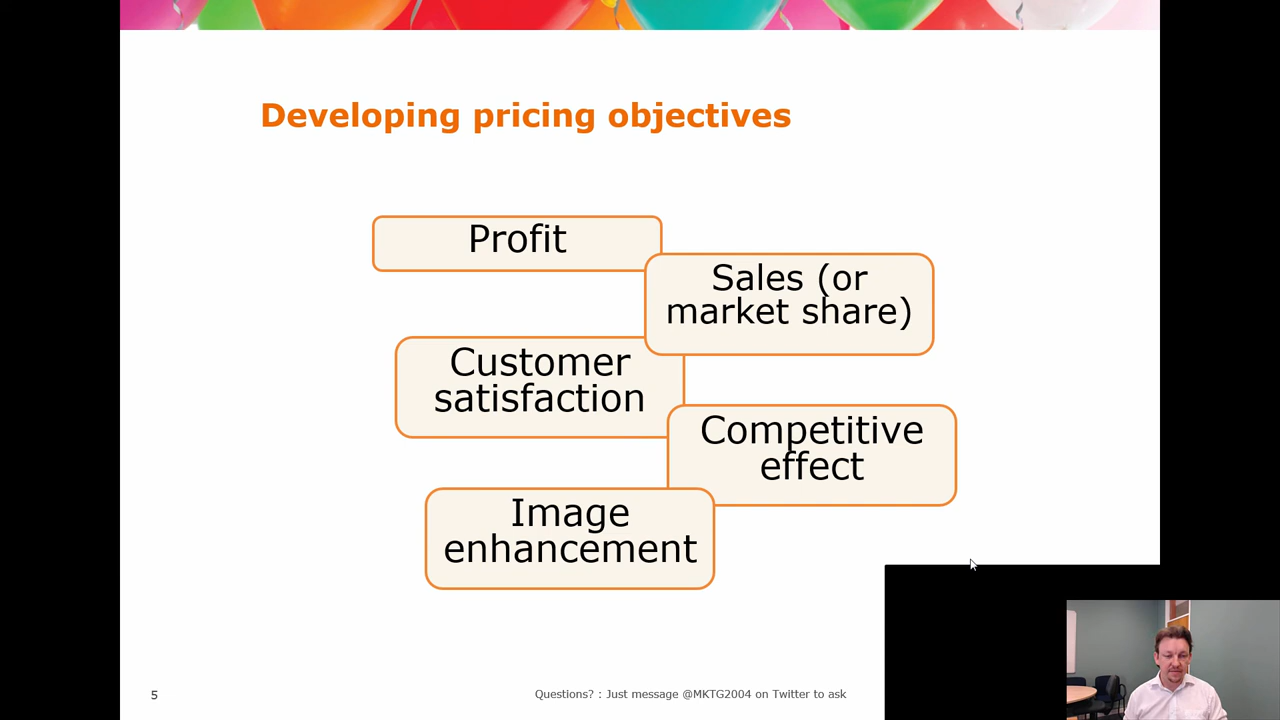 Developing pricing objectives
Profit
Sales (or
market share)
Customer
satisfaction
Competitive
effect
Image
enhancement
5
Questions? : Just message @MKTG2004 on Twitter to ask